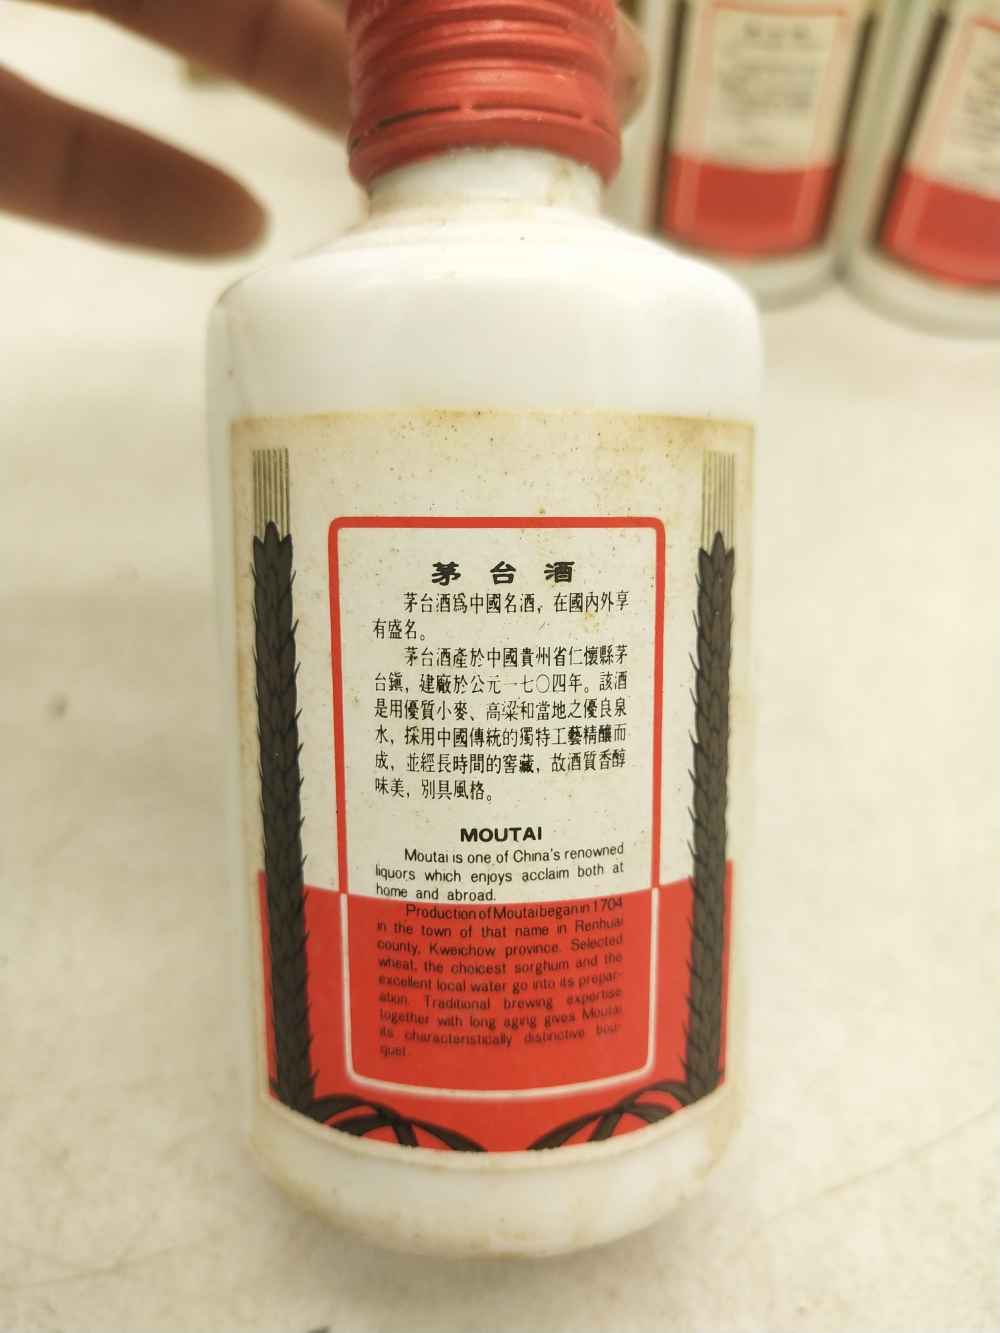 茅台酒
茅台酒爲中國名酒，在國內外享
有盛名。
茅台酒產於中國貴州省仁懷縣茅
台鎮，建廠於公元一七〇四年。該酒
是用優質小麥、高粱和當地之優良泉
水，採用中國傳統的獨特工藝精釀而
成，並經長時間的窖藏，故酒質香醇
味美，別具風格。
MOUTAI
Moutai is one of China's renowned
liquors which enjoys acclaim both at
home and abroad.
Production of Moutai began in 1704
in the town of that name in Renhuai
county, Kweichow province. Selected
wheat, the choicest sorghum and the
excellent local water go into its prepar-
ation. Traditional brewing expertise
together with long aging gives Moutai
its characteristically distinctive bou-
quet.